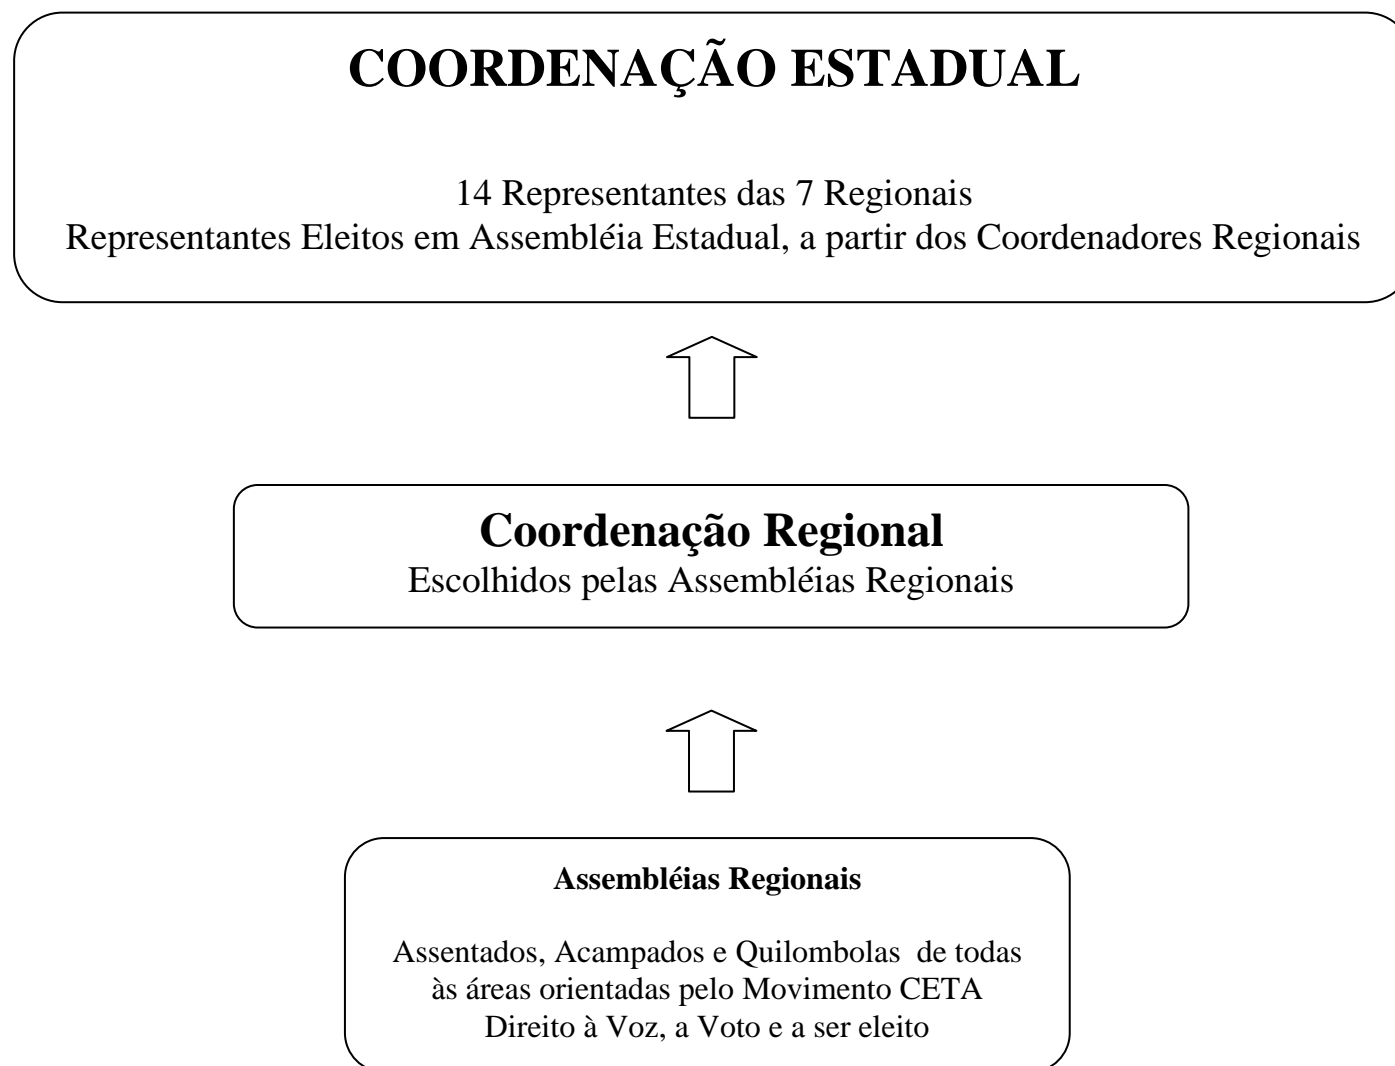 COORDENAÇÃO ESTADUAL
14 Representantes das 7 Regionais
Representantes Eleitos em Assembléia Estadual, a partir dos Coordenadores Regionais
Coordenação Regional
Escolhidos pelas Assembléias Regionais
Assembléias Regionais
Assentados, Acampados e Quilombolas  de todas
às áreas orientadas pelo Movimento CETA
Direito à Voz, a Voto e a ser eleito